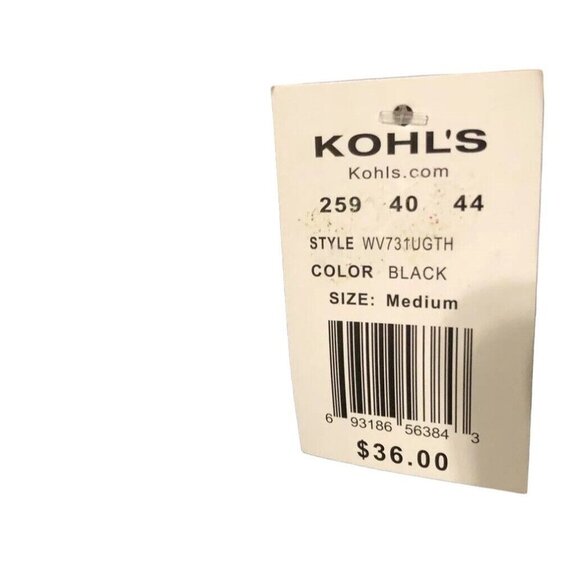 KOHL'S
Kohls.com
259 40 44
STYLE WV731UGTH
COLOR BLACK
SIZE: Medium
6 93186 56384 3
$36.00